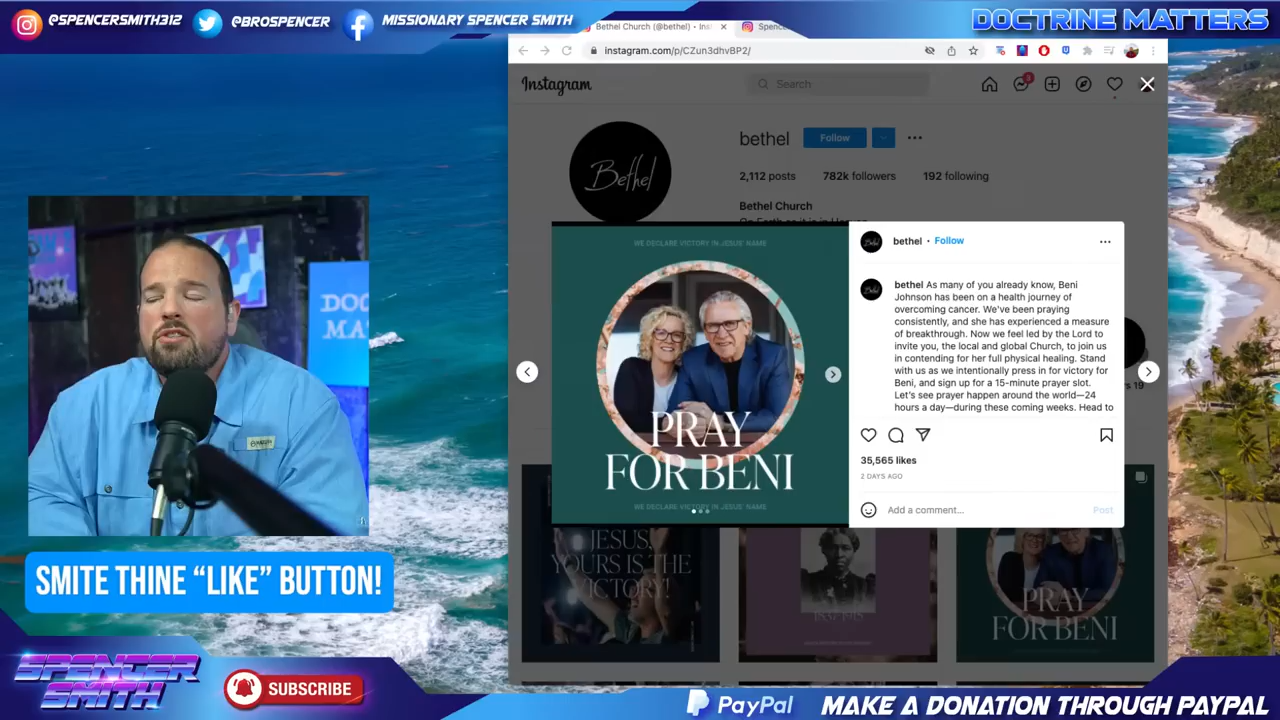 @SPENCERSMITH312
@BROSPENCER
MISSIONARY SPENCER SMITH
DOCTRINE MATTERS
Bethel Church (@bethel) • Inst
Spenc
instagram.com/p/CZun3dhvBP2/
Instagram
Search
Bethel
bethel
Follow
2,112 posts
782k followers
192 following
Bethel Church
WE DECLARE VICTORY IN JESUS' NAME
PRAY
FOR BENI
WE DECLARE VICTORY IN JESUS' NAME
bethel • Follow
bethel As many of you already know, Beni
Johnson has been on a health journey of
overcoming cancer. We've been praying
consistently, and she has experienced a measure
of breakthrough. Now we feel led by the Lord to
invite you, the local and global Church, to join us
in contending for her full physical healing. Stand
with us as we intentionally press in for victory for
Beni, and sign up for a 15-minute prayer slot.
Let's see prayer happen around the world—24
hours a day—during these coming weeks. Head to
35,565 likes
2 DAYS AGO
Add a comment...
Post
JESUS,
YOURS IS THE
VICTORY!
PRAY
FOR BENI
DOC
MA
SMITE THINE “LIKE” BUTTON!
SPENCER
SMITH
SUBSCRIBE
PayPal
MAKE A DONATION THROUGH PAYPAL